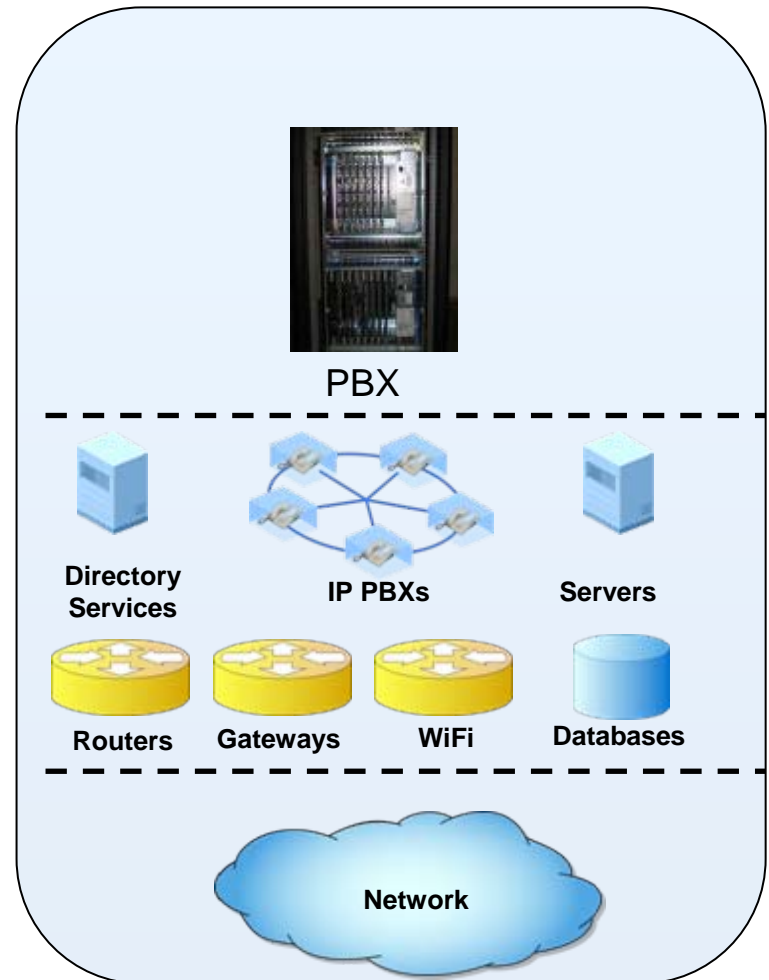 PBX
Directory
Services
IP PBXs
Servers
Routers
Gateways
WiFi
Databases
Network